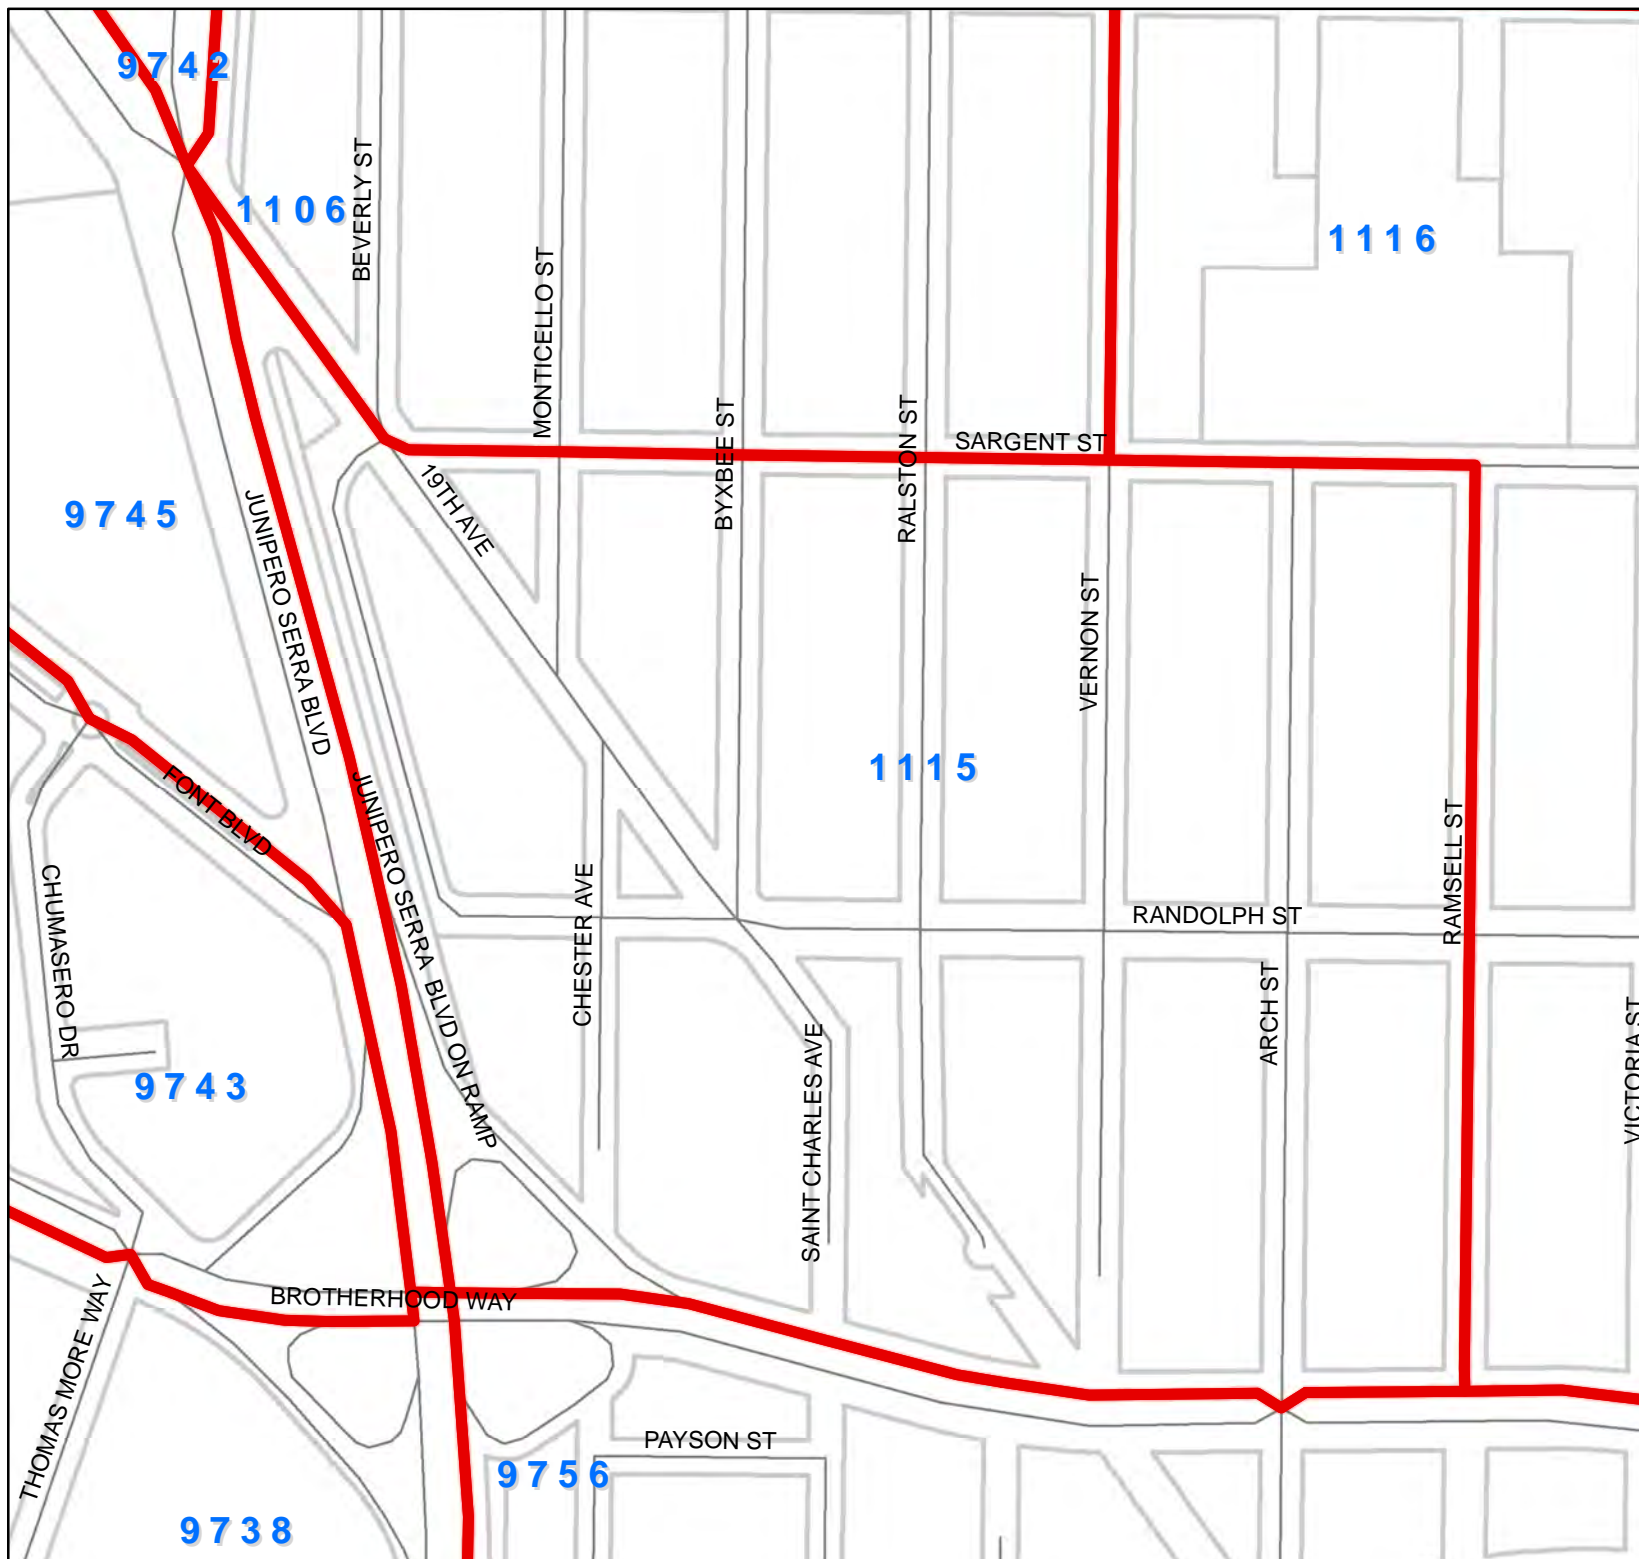 9742
1106
BEVERLY ST
1116
MONTICELLO ST
BYXBEE ST
RALSTON ST
SARGENT ST
19TH AVE
9745
JUNIPERO SERRA BLVD
VERNON ST
1115
FONT BLVD
JUNIPERO SERRA BLVD ON RAMP
RAMSELL ST
CHUMASERO DR
CHESTER AVE
RANDOLPH ST
ARCH ST
SAINT CHARLES AVE
VICTORIA ST
9743
BROTHERHOOD WAY
THOMAS MORE WAY
PAYSON ST
9756
9738